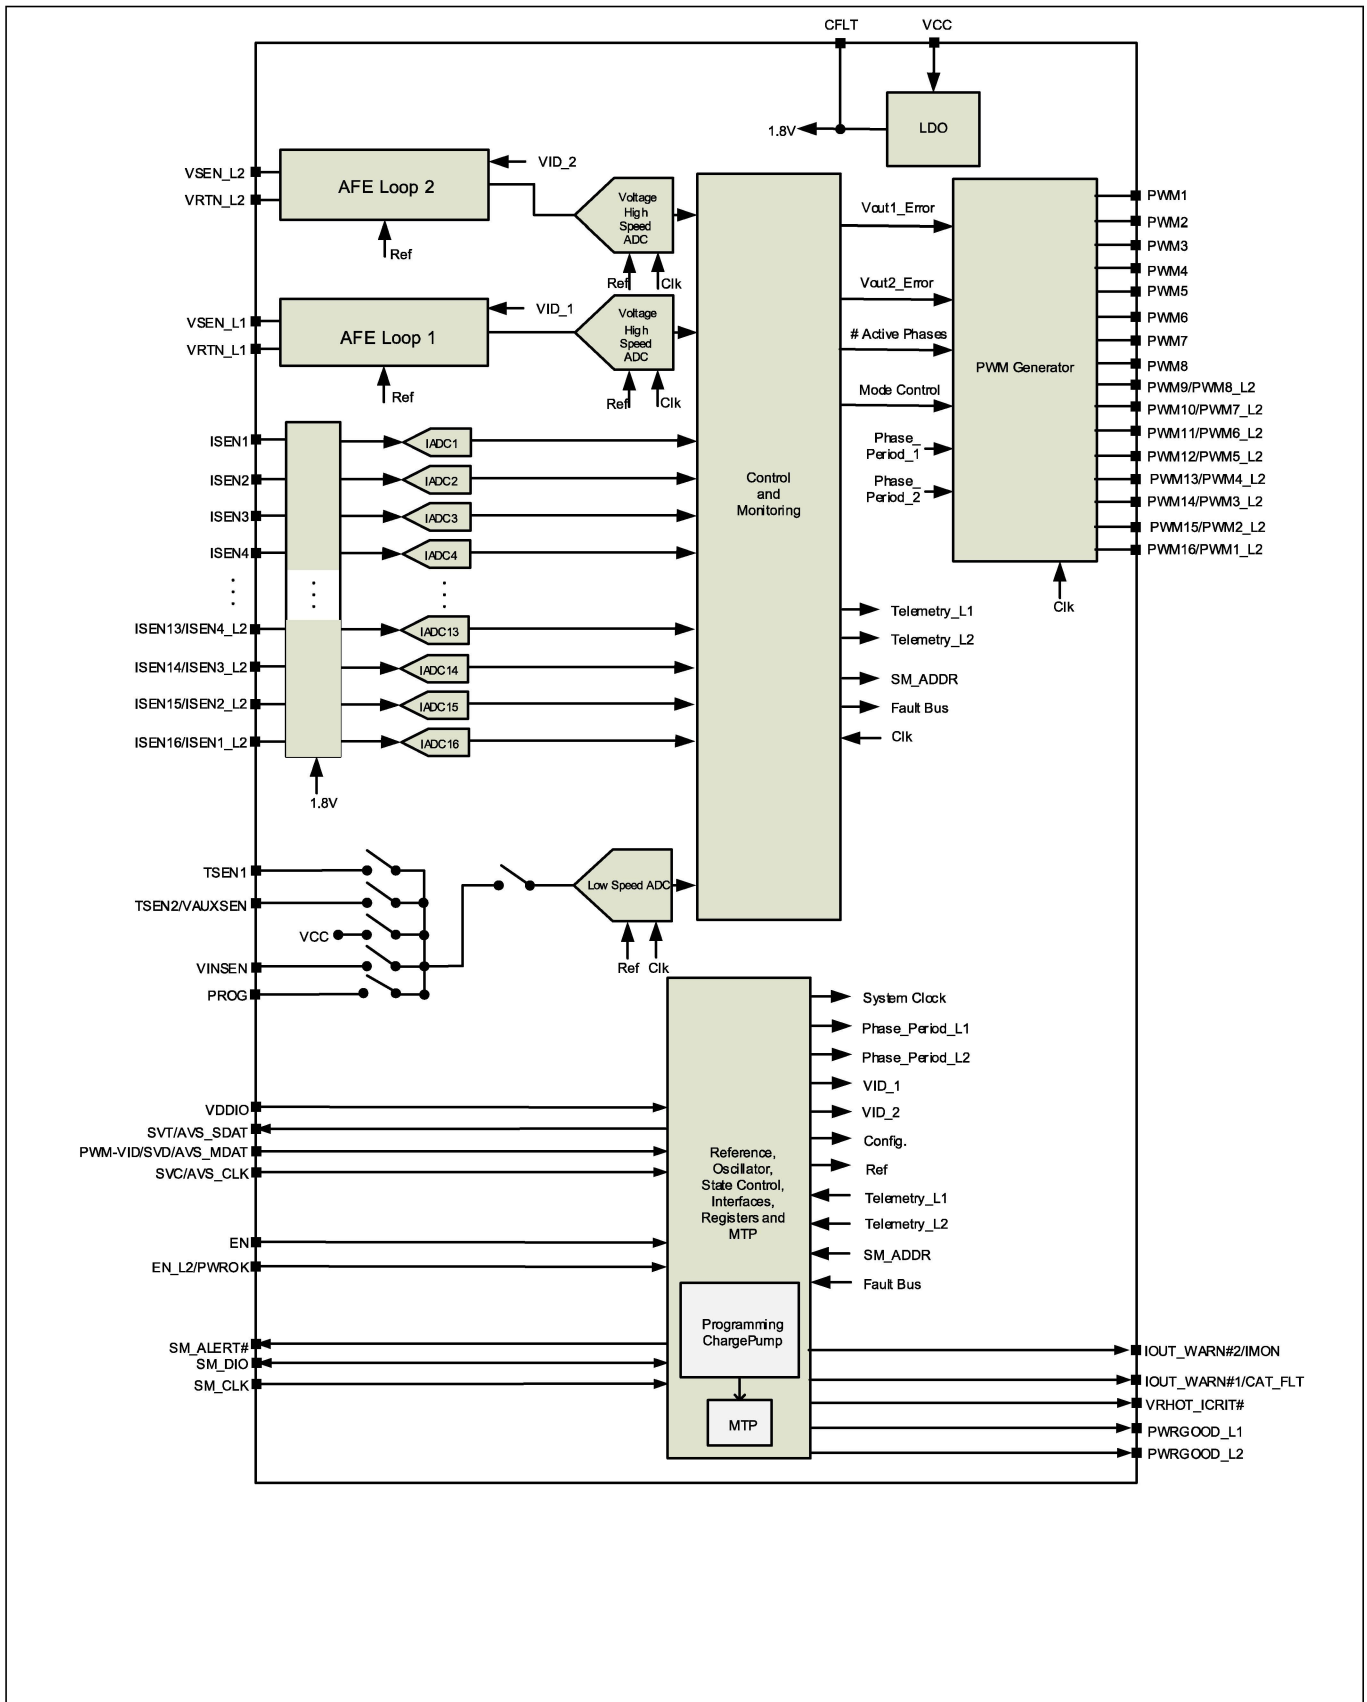 CFLT
VCC
LDO
1.8V
VSEN_L2
VRTN_L2
AFE Loop 2
VID_2
Ref
Voltage
High
Speed
ADC
Ref
Clk
VSEN_L1
VRTN_L1
AFE Loop 1
VID_1
Ref
Voltage
High
Speed
ADC
Ref
Clk
ISEN1
ISEN2
ISEN3
ISEN4
ISEN13/ISEN4_L2
ISEN14/ISEN3_L2
ISEN15/ISEN2_L2
ISEN16/ISEN1_L2
IADC1
IADC2
IADC3
IADC4
IADC13
IADC14
IADC15
IADC16
1.8V
Control
and
Monitoring
Vout1_Error
Vout2_Error
# Active Phases
Mode Control
Phase_
Period_1
Phase_
Period_2
PWM Generator
Clk
PWM1
PWM2
PWM3
PWM4
PWM5
PWM6
PWM7
PWM8
PWM9/PWM8_L2
PWM10/PWM7_L2
PWM11/PWM6_L2
PWM12/PWM5_L2
PWM13/PWM4_L2
PWM14/PWM3_L2
PWM15/PWM2_L2
PWM16/PWM1_L2
Telemetry_L1
Telemetry_L2
SM_ADDR
Fault Bus
Clk
TSEN1
TSEN2/VAUXSEN
VCC
VINSEN
PROG
Low Speed ADC
Ref
Clk
VDDIO
SVT/AVS_SDAT
PWM-VID/SVD/AVS_MDAT
SVC/AVS_CLK
EN
EN_L2/PWROK
SM_ALERT#
SM_DIO
SM_CLK
Reference,
Oscillator,
State Control,
Interfaces,
Registers and
MTP
Programming
ChargePump
MTP
System Clock
Phase_Period_L1
Phase_Period_L2
VID_1
VID_2
Config.
Ref
Telemetry_L1
Telemetry_L2
SM_ADDR
Fault Bus
IOUT_WARN#2/IMON
IOUT_WARN#1/CAT_FLT
VRHOT_ICRIT#
PWRGOOD_L1
PWRGOOD_L2